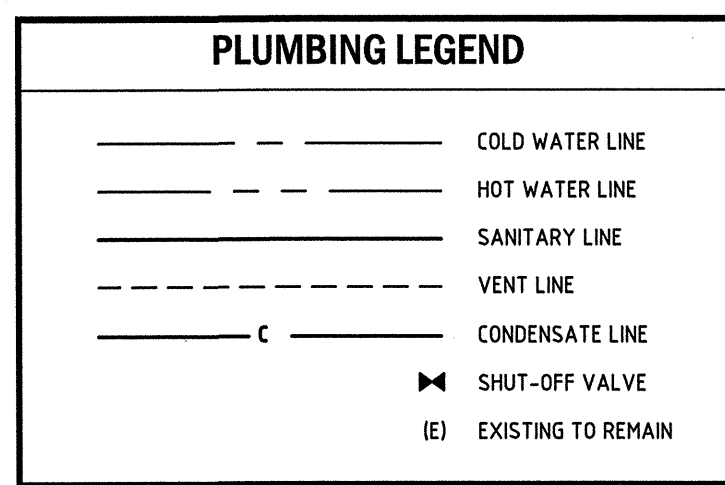 PLUMBING LEGEND
COLD WATER LINE
HOT WATER LINE
SANITARY LINE
VENT LINE
C CONDENSATE LINE
SHUT-OFF VALVE
(E) EXISTING TO REMAIN